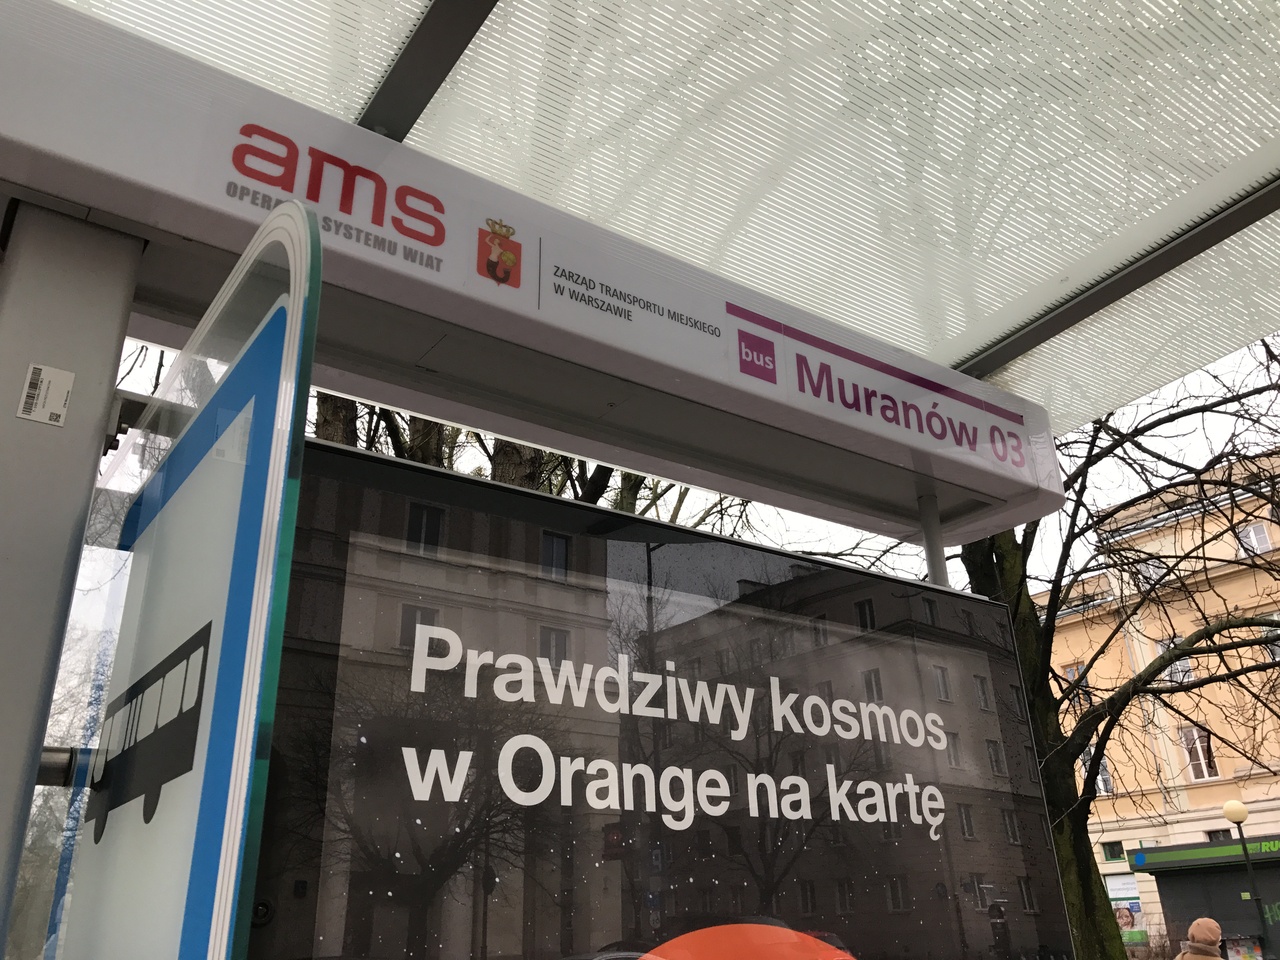 ams
SYSTEMU WIAT
ZARZĄD TRANSPORTU MIEJSKIEGO
W WARSZAWIE
bus
Muranów 03
Prawdziwy kosmos
w Orange na kartę